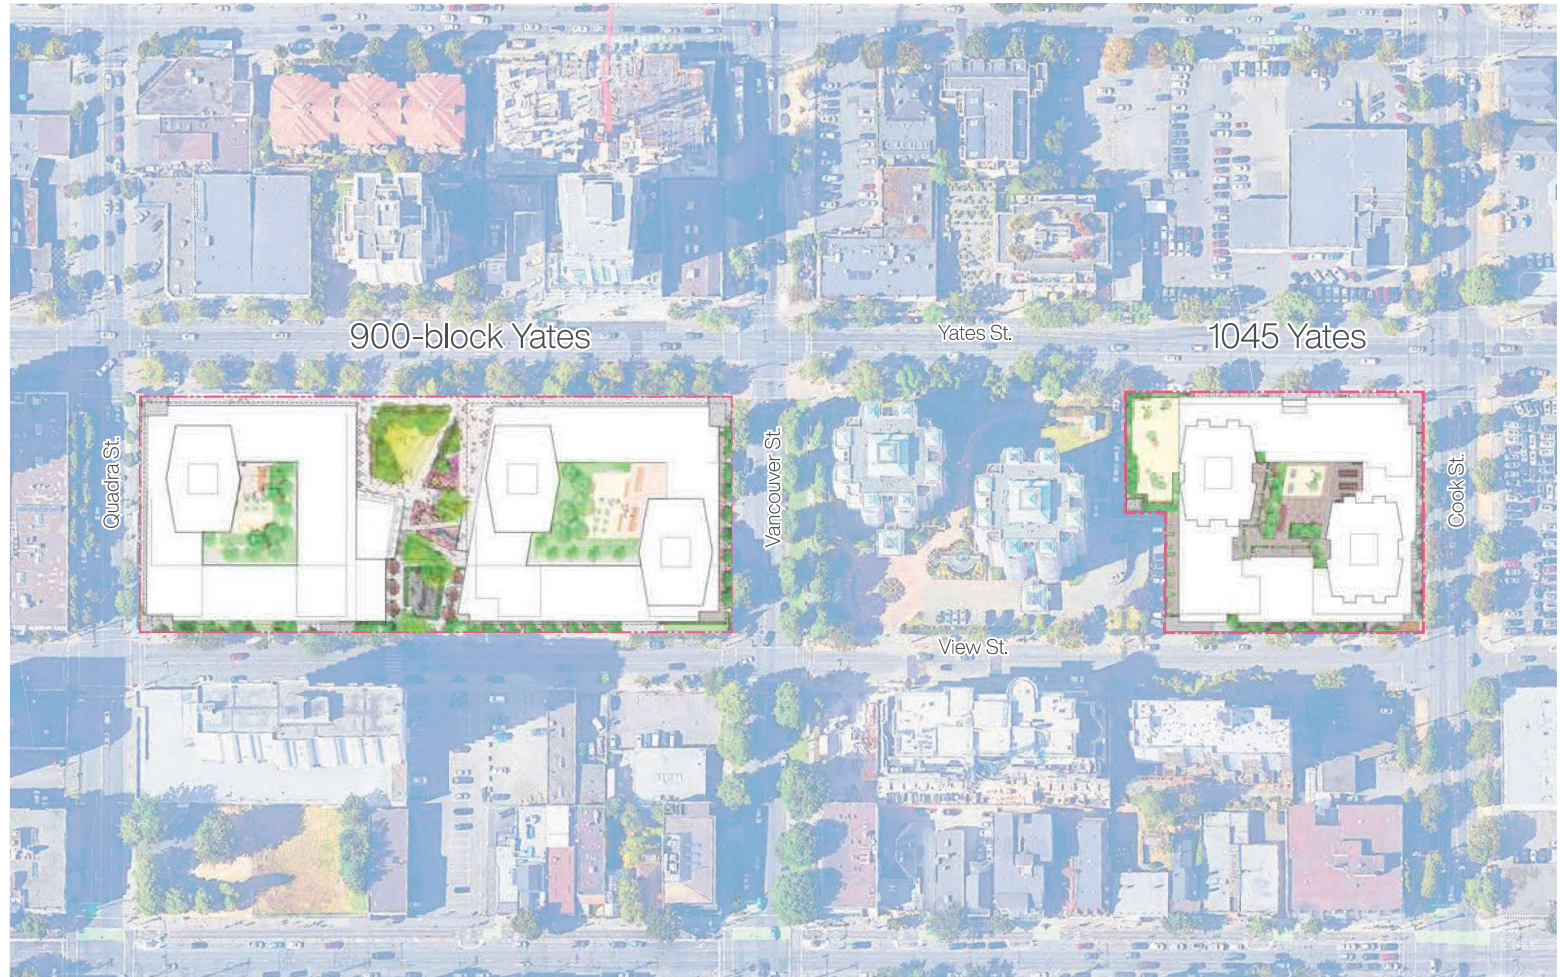 900-block Yates
Yates St.
1045 Yates
Quadra St.
Vancouver St.
Cook St.
View St.